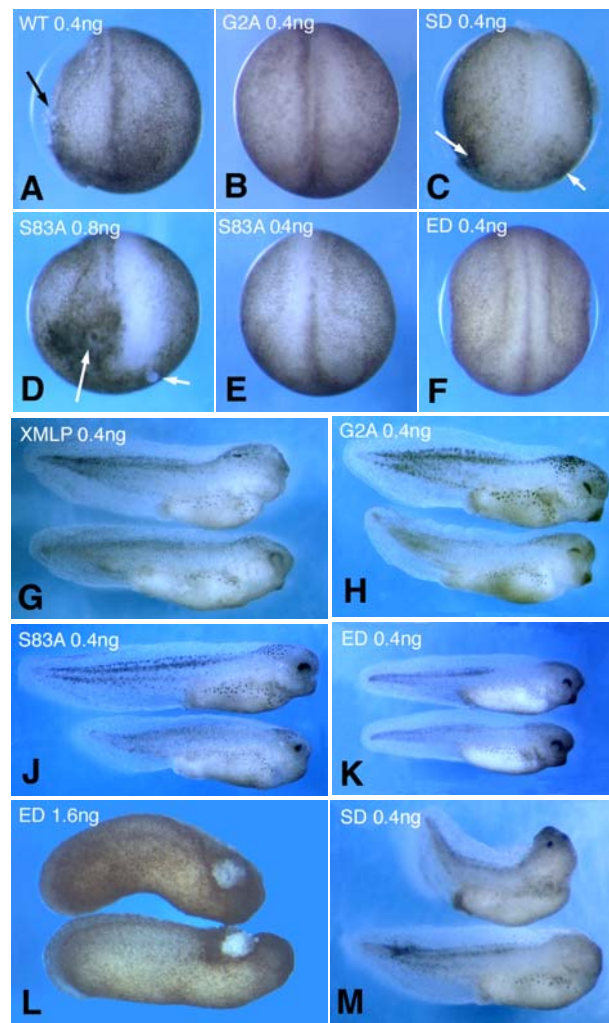 WT 0.4ng
A
G2A 0.4ng
B
SD 0.4ng
C
S83A 0.8ng
D
S83A 04ng
E
ED 0.4ng
F
XMLP 0.4ng
G
G2A 0.4ng
H
S83A 0.4ng
J
ED 0.4ng
K
ED 1.6ng
L
SD 0.4ng
M